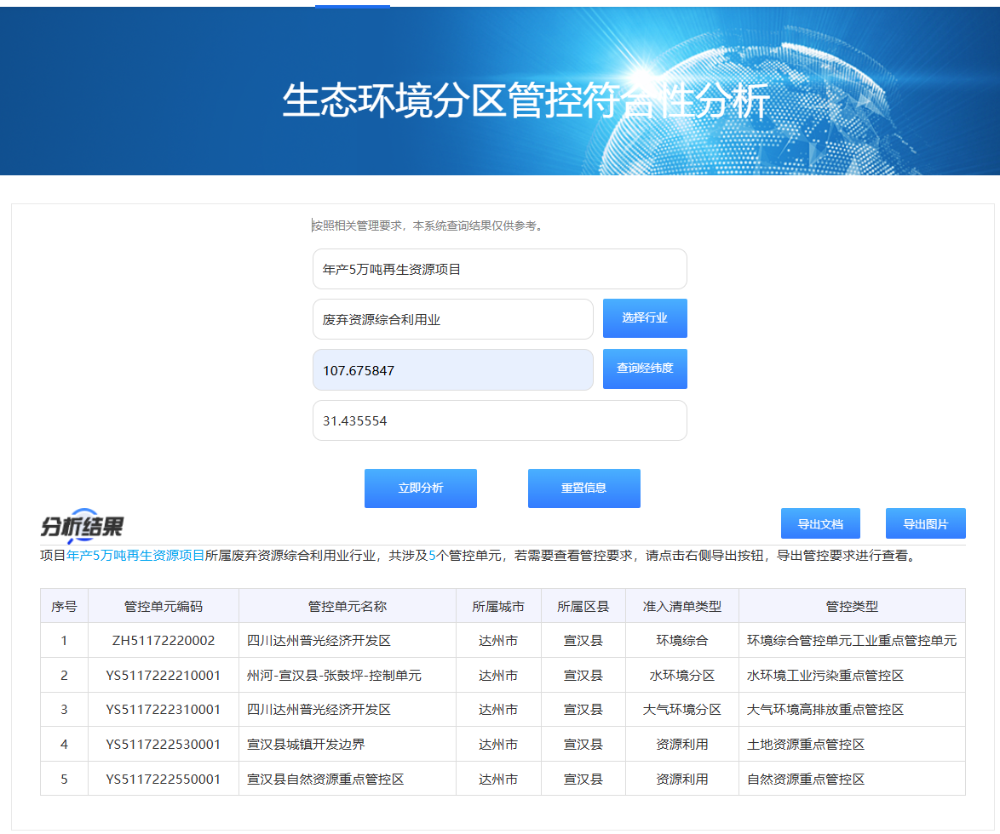 生态环境分区管控符合性分析
按照相关管理要求，本系统查询结果仅供参考。
年产5万吨再生资源项目
废弃资源综合利用业 选择行业
107.675847 查询经纬度
31.435554
立即分析 重置信息
分析结果 导出文档 导出图片
项目年产5万吨再生资源项目所属废弃资源综合利用业行业，共涉及5个管控单元，若需要查看管控要求，请点击右侧导出按钮，导出管控要求进行查看。
序号 管控单元编码 管控单元名称 所属城市 所属区县 准入清单类型 管控类型
1 ZH51172220002 四川达州普光经济开发区 达州市 宣汉县 环境综合 环境综合管控单元工业重点管控单元
2 YS5117222210001 州河-宣汉县-张鼓坪-控制单元 达州市 宣汉县 水环境分区 水环境工业污染重点管控区
3 YS5117222310001 四川达州普光经济开发区 达州市 宣汉县 大气环境分区 大气环境高排放重点管控区
4 YS5117222530001 宣汉县城镇开发边界 达州市 宣汉县 资源利用 土地资源重点管控区
5 YS5117222550001 宣汉县自然资源重点管控区 达州市 宣汉县 资源利用 自然资源重点管控区